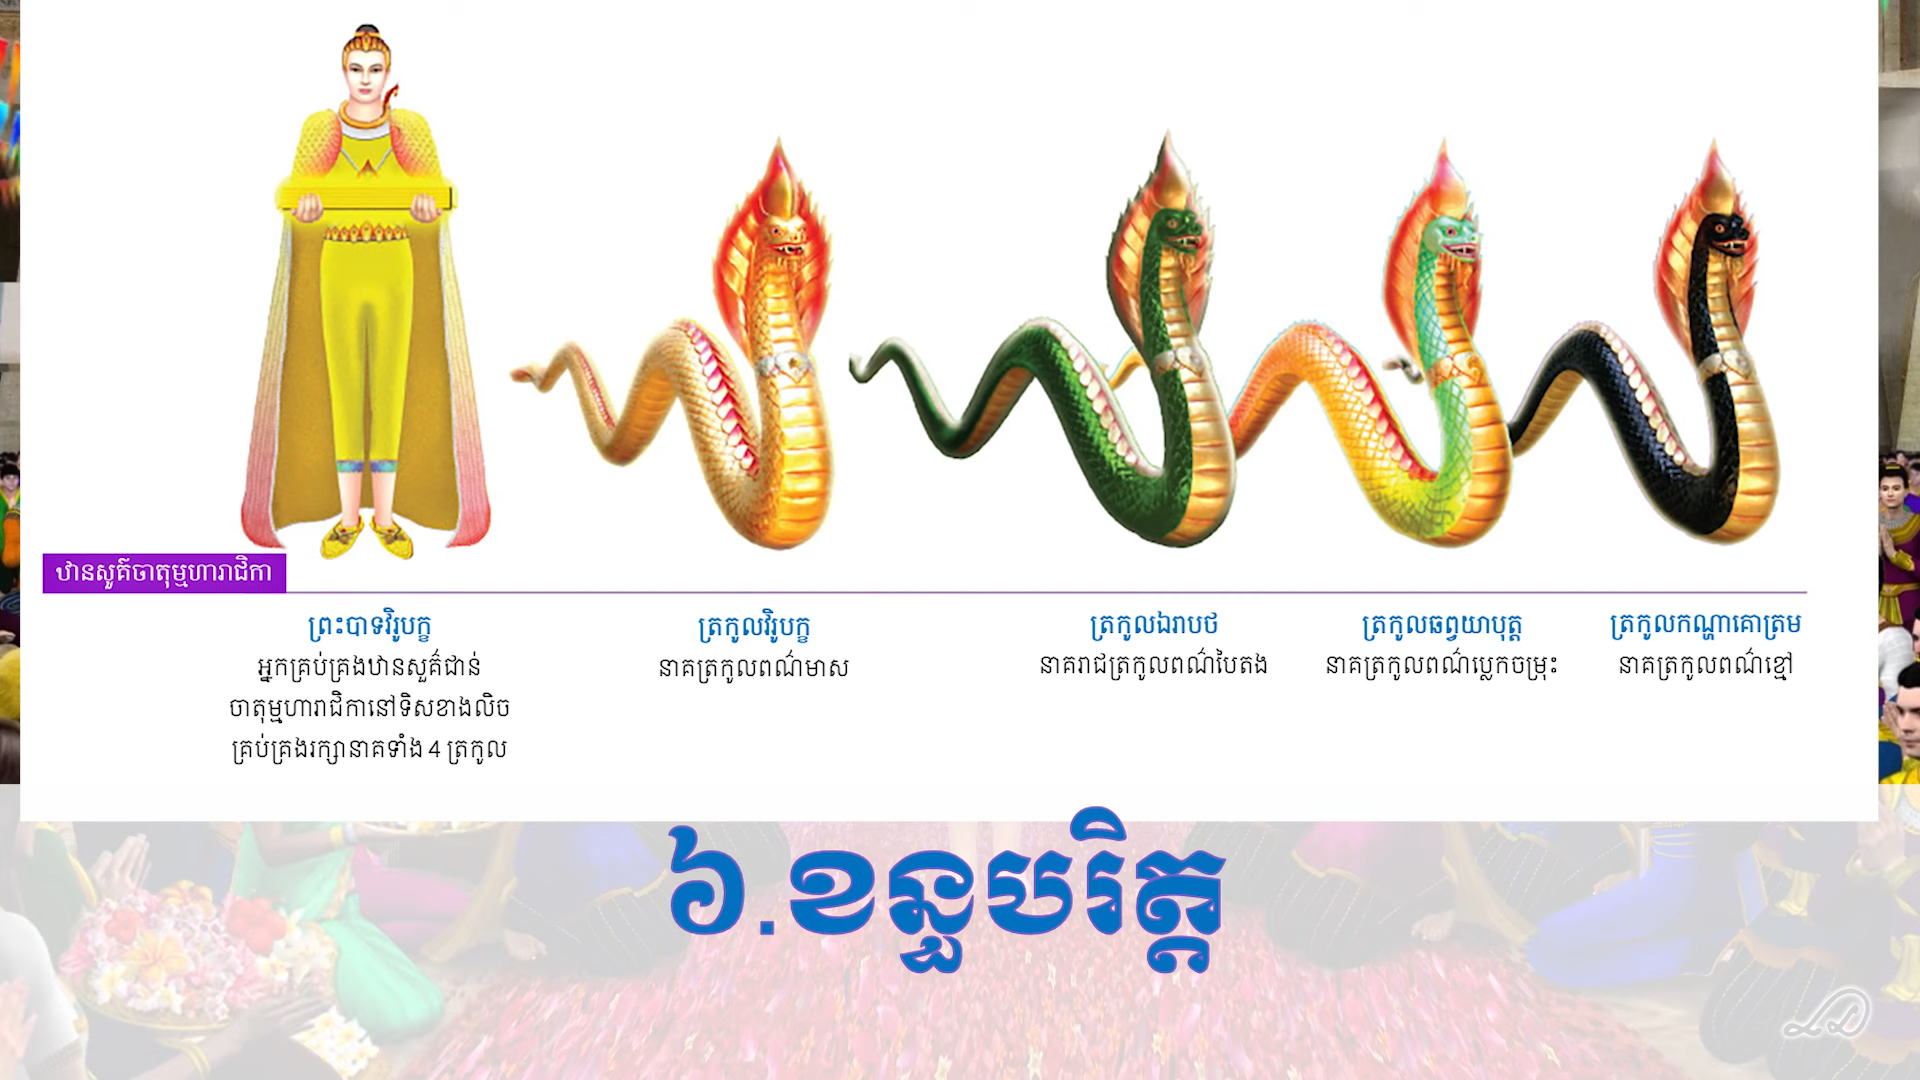 ឋានសួគ៍ចាតុម្មហារាជិកា
ព្រះបាទវិរូបក្ខ
អ្នកគ្រប់គ្រងឋានសួគ៌ជាន់
ចាតុម្មហារាជិកានៅទិសខាងលិច
គ្រប់គ្រងរក្សានាគទាំង 4 ត្រកូល
ត្រកូលវិរូបក្ខ
នាគត្រកូលពណ៌មាស
ត្រកូលឯរាបថ
នាគរាជត្រកូលពណ៌បៃតង
ត្រកូលឆព្យយាបុត្ត
នាគត្រកូលពណ៌ប្លេកចម្រុះ
ត្រកូលកណ្ហាគោត្រម
នាគត្រកូលពណ៌ខ្មៅ
៦.ខន្ធបរិត្ត